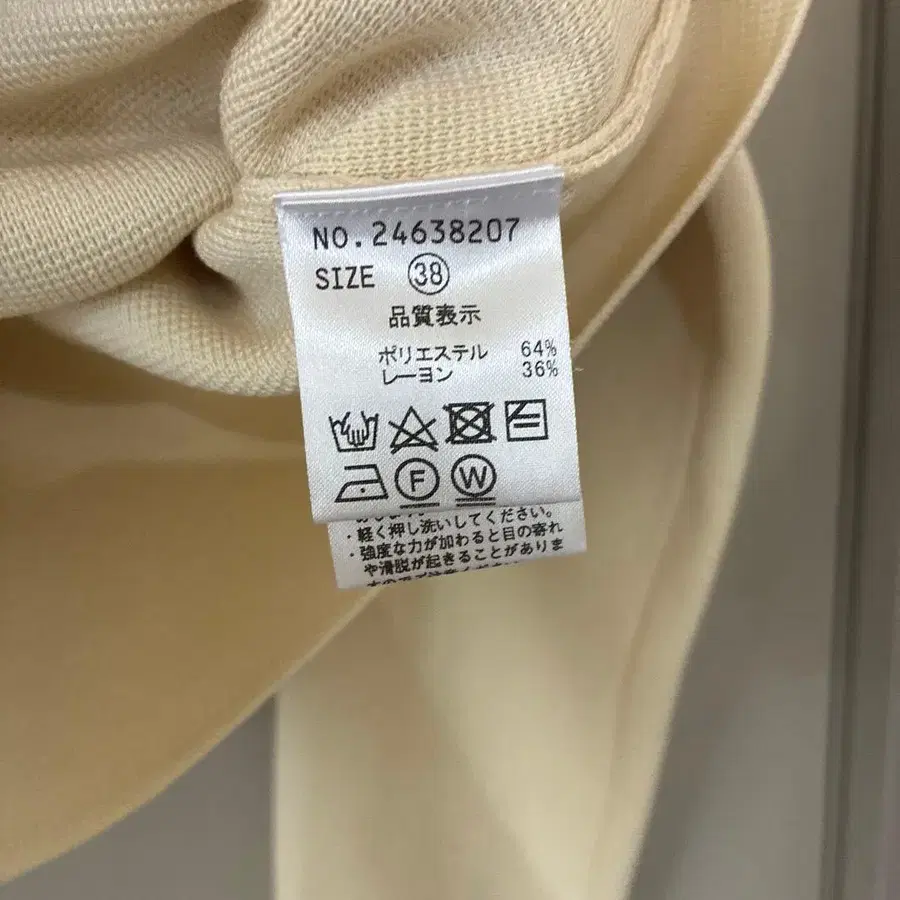 NO.24638207
SIZE 38
品質表示
ポリエステル 64%
レーヨン 36%
F W
・軽く押し洗いしてください。
・強度な力が加わると目の寄れ
や滑脱が起きることがありま